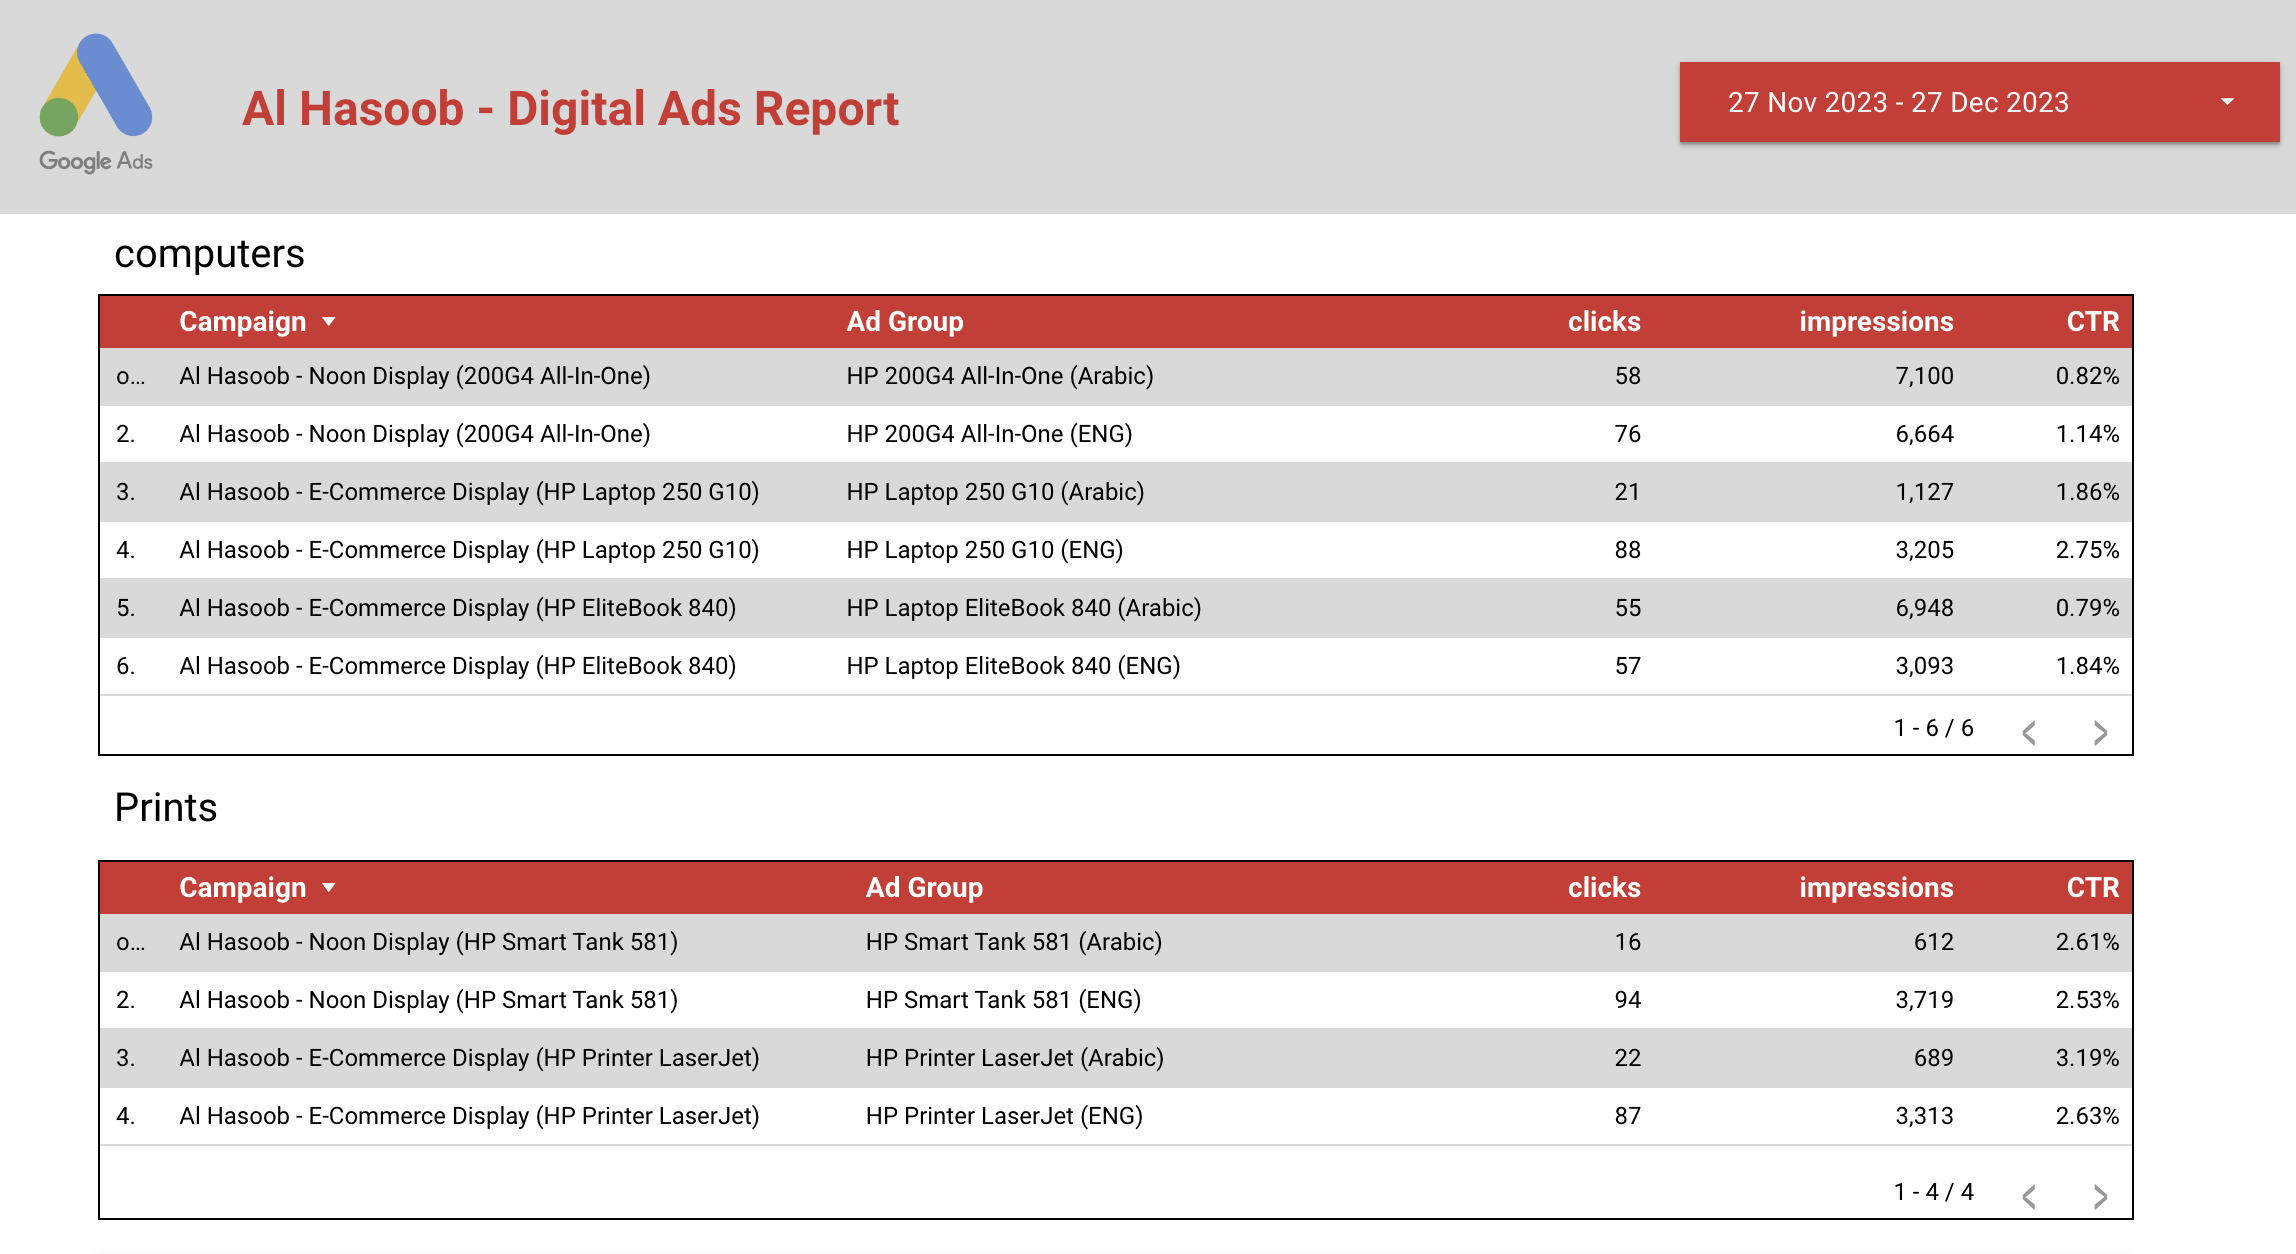 Google Ads
Al Hasoob - Digital Ads Report
27 Nov 2023 - 27 Dec 2023
computers
Campaign Ad Group clicks impressions CTR
o... Al Hasoob - Noon Display (200G4 All-In-One) HP 200G4 All-In-One (Arabic) 58 7,100 0.82%
2. Al Hasoob - Noon Display (200G4 All-In-One) HP 200G4 All-In-One (ENG) 76 6,664 1.14%
3. Al Hasoob - E-Commerce Display (HP Laptop 250 G10) HP Laptop 250 G10 (Arabic) 21 1,127 1.86%
4. Al Hasoob - E-Commerce Display (HP Laptop 250 G10) HP Laptop 250 G10 (ENG) 88 3,205 2.75%
5. Al Hasoob - E-Commerce Display (HP EliteBook 840) HP Laptop EliteBook 840 (Arabic) 55 6,948 0.79%
6. Al Hasoob - E-Commerce Display (HP EliteBook 840) HP Laptop EliteBook 840 (ENG) 57 3,093 1.84%
1 - 6 / 6
Prints
Campaign Ad Group clicks impressions CTR
o... Al Hasoob - Noon Display (HP Smart Tank 581) HP Smart Tank 581 (Arabic) 16 612 2.61%
2. Al Hasoob - Noon Display (HP Smart Tank 581) HP Smart Tank 581 (ENG) 94 3,719 2.53%
3. Al Hasoob - E-Commerce Display (HP Printer LaserJet) HP Printer LaserJet (Arabic) 22 689 3.19%
4. Al Hasoob - E-Commerce Display (HP Printer LaserJet) HP Printer LaserJet (ENG) 87 3,313 2.63%
1 - 4 / 4